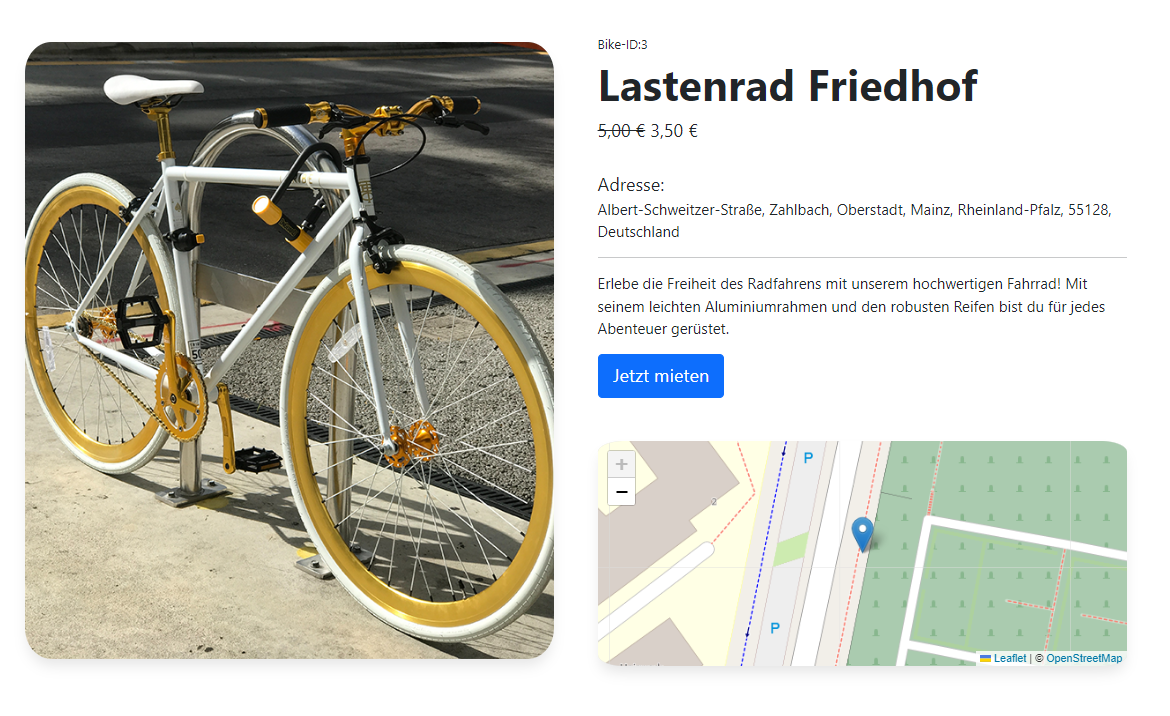 Bike-ID:3
Lastenrad Friedhof
5,00 € 3,50 €
Adresse:
Albert-Schweitzer-Straße, Zahlbach, Oberstadt, Mainz, Rheinland-Pfalz, 55128,
Deutschland
Erlebe die Freiheit des Radfahrens mit unserem hochwertigen Fahrrad! Mit
seinem leichten Aluminiumrahmen und den robusten Reifen bist du für jedes
Abenteuer gerüstet.
Jetzt mieten
+
−
P
2
P
Leaflet | © OpenStreetMap